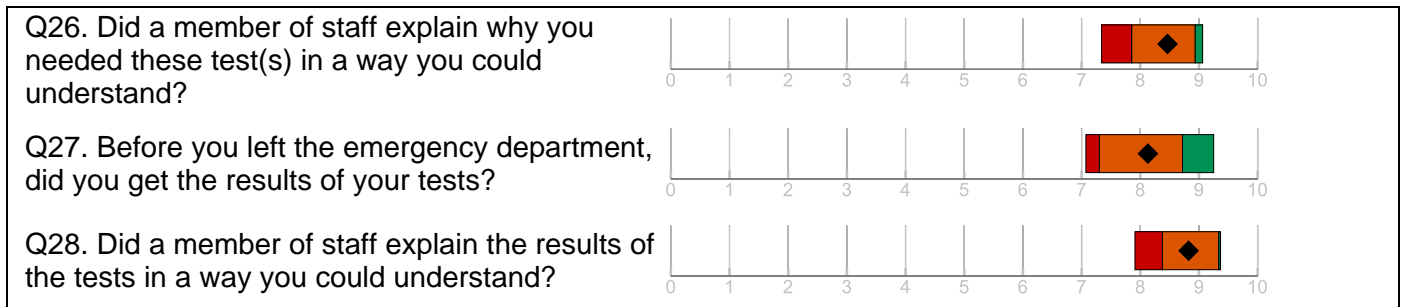 Q26. Did a member of staff explain why you
needed these test(s) in a way you could
understand?
0 1 2 3 4 5 6 7 8 9 10
Q27. Before you left the emergency department,
did you get the results of your tests?
0 1 2 3 4 5 6 7 8 9 10
Q28. Did a member of staff explain the results of
the tests in a way you could understand?
0 1 2 3 4 5 6 7 8 9 10